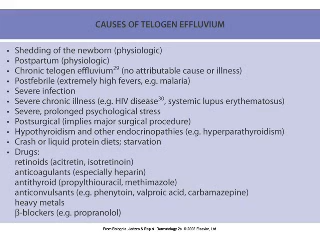 CAUSES OF TELOGEN EFFLUVIUM
• Shedding of the newborn (physiologic)
• Postpartum (physiologic)
• Chronic telogen effluvium29 (no attributable cause or illness)
• Postfebrile (extremely high fevers, e.g. malaria)
• Severe infection
• Severe chronic illness (e.g. HIV disease30, systemic lupus erythematosus)
• Severe, prolonged psychological stress
• Postsurgical (implies major surgical procedure)
• Hypothyroidism and other endocrinopathies (e.g. hyperparathyroidism)
• Crash or liquid protein diets; starvation
• Drugs:
retinoids (acitretin, isotretinoin)
anticoagulants (especially heparin)
antithyroid (propylthiouracil, methimazole)
anticonvulsants (e.g. phenytoin, valproic acid, carbamazepine)
heavy metals
β-blockers (e.g. propranolol)